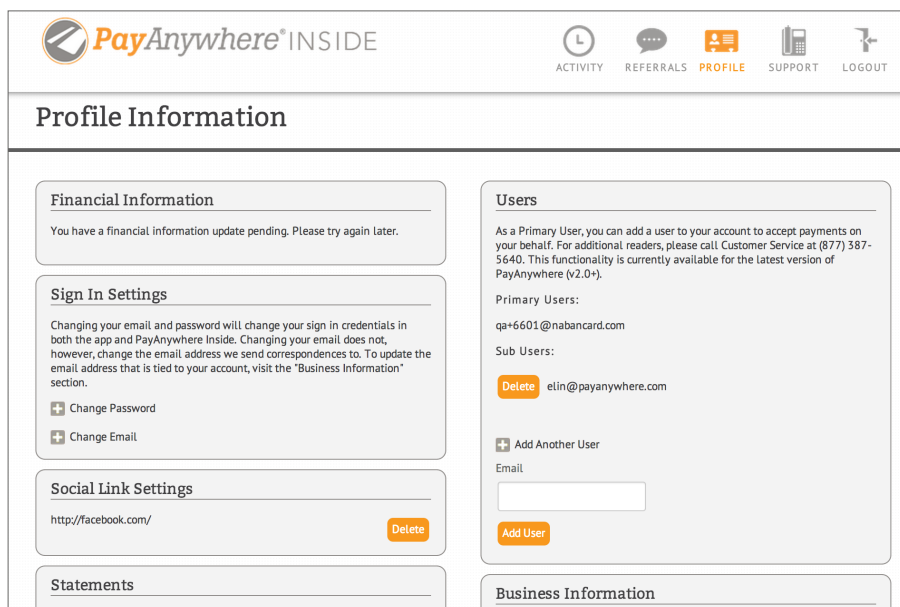 PayAnywhere® INSIDE
ACTIVITY
REFERRALS
PROFILE
SUPPORT
LOGOUT
Profile Information
Financial Information
You have a financial information update pending. Please try again later.
Sign In Settings
Changing your email and password will change your sign in credentials in
both the app and PayAnywhere Inside. Changing your email does not,
however, change the email address we send correspondences to. To update the
email address that is tied to your account, visit the "Business Information"
section.
Change Password
Change Email
Social Link Settings
http://facebook.com/
Delete
Statements
Users
As a Primary User, you can add a user to your account to accept payments on
your behalf. For additional readers, please call Customer Service at (877) 387-
5640. This functionality is currently available for the latest version of
PayAnywhere (v2.0+).
Primary Users:
qa+6601@nabancard.com
Sub Users:
Delete elin@payanywhere.com
Add Another User
Email
Add User
Business Information